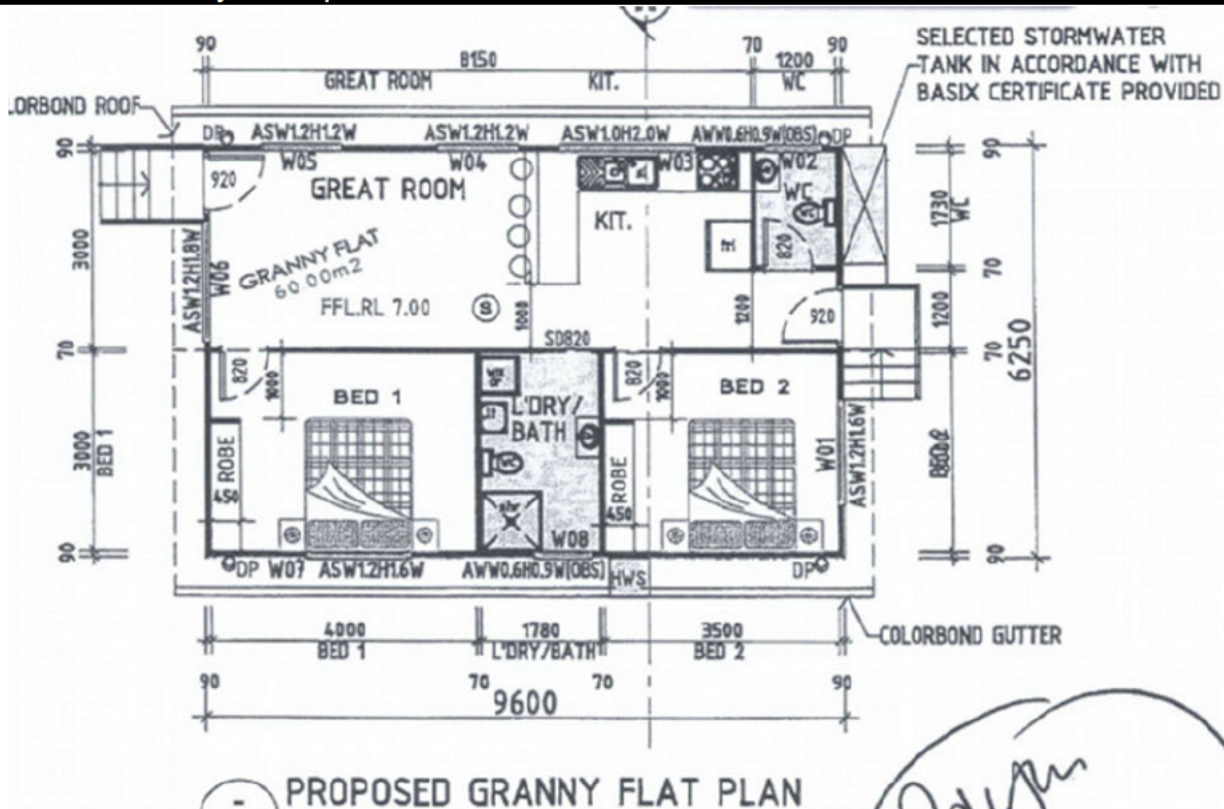 SELECTED STORMWATER
TANK IN ACCORDANCE WITH
BASIX CERTIFICATE PROVIDED
90 8150 70 1200 90
GREAT ROOM KIT. WC
LORBOND ROOF
DP ASW1.2H1.2W ASW1.2H1.2W ASW1.0H2.0W AWW0.6H0.9W(OBS) DP
W05 W04 W03 W02
90
920
GREAT ROOM
WC
KIT.
F
820
90
1730
WC
70
3000
ASW1.2H1.8W
W06
GRANNY FLAT
60.00m2
FFL.RL 7.00
S
1000
1200
920
1200
SD820
70
70
6250
820
1000
BED 1
L'DRY/
BATH
820
1000
BED 2
3000
BED 1
ROBE
450
shr
ROBE
450
W01
ASW1.2H1.6W
W08
90
90
DP W07 ASW1.2H1.6W AWW0.6H0.9W(OBS) HWS DP
4000 1780 3500
BED 1 L'DRY/BATH BED 2
COLORBOND GUTTER
90 70 70 90
9600
PROPOSED GRANNY FLAT PLAN